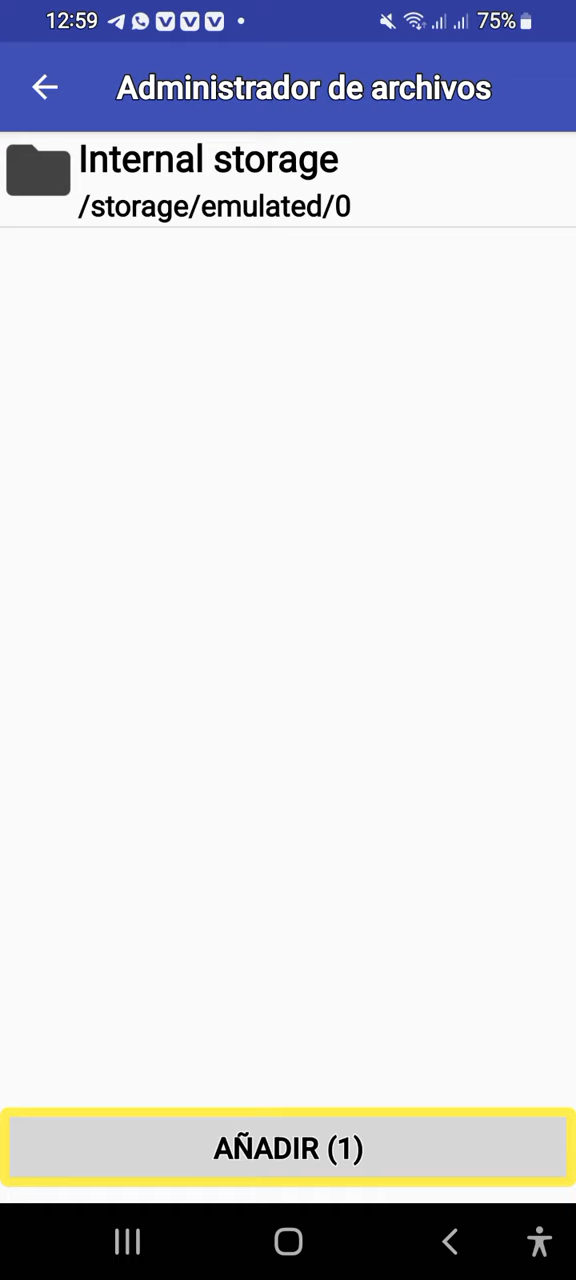 12:59 75%
Administrador de archivos
Internal storage
/storage/emulated/0
AÑADIR (1)